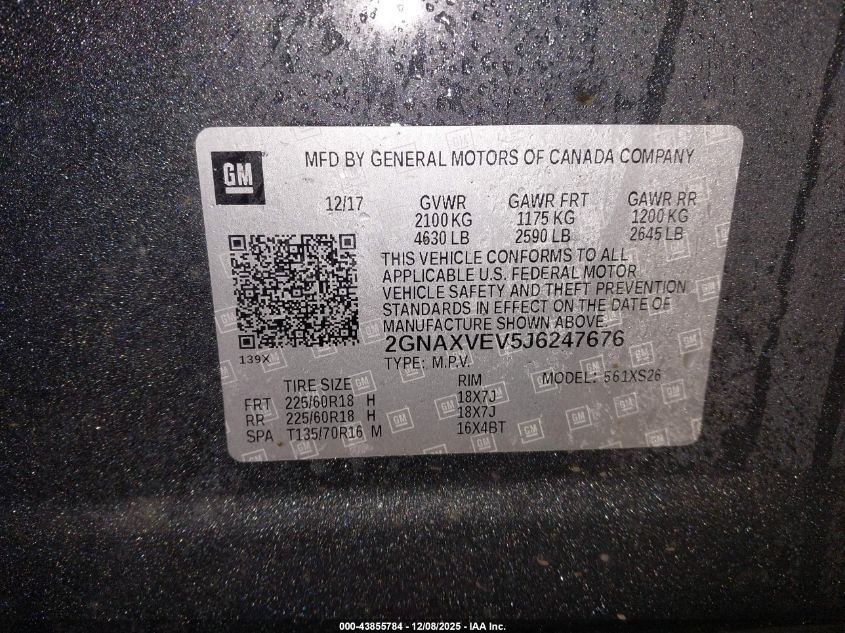 GM
MFD BY GENERAL MOTORS OF CANADA COMPANY
12/17 GVWR GAWR FRT GAWR RR
2100 KG 1175 KG 1200 KG
4630 LB 2590 LB 2645 LB
THIS VEHICLE CONFORMS TO ALL
APPLICABLE U.S. FEDERAL MOTOR
VEHICLE SAFETY AND THEFT PREVENTION
STANDARDS IN EFFECT ON THE DATE OF
MANUFACTURE SHOWN ABOVE.
2GNAXVEV5J6247676
139X
TYPE: M.P.V. MODEL: 561XS26
TIRE SIZE RIM
FRT 225/60R18 H 18X7J
RR 225/60R18 H 18X7J
SPA T135/70R16 M 16X4BT
000-43855784 - 12/08/2025 - IAA Inc.